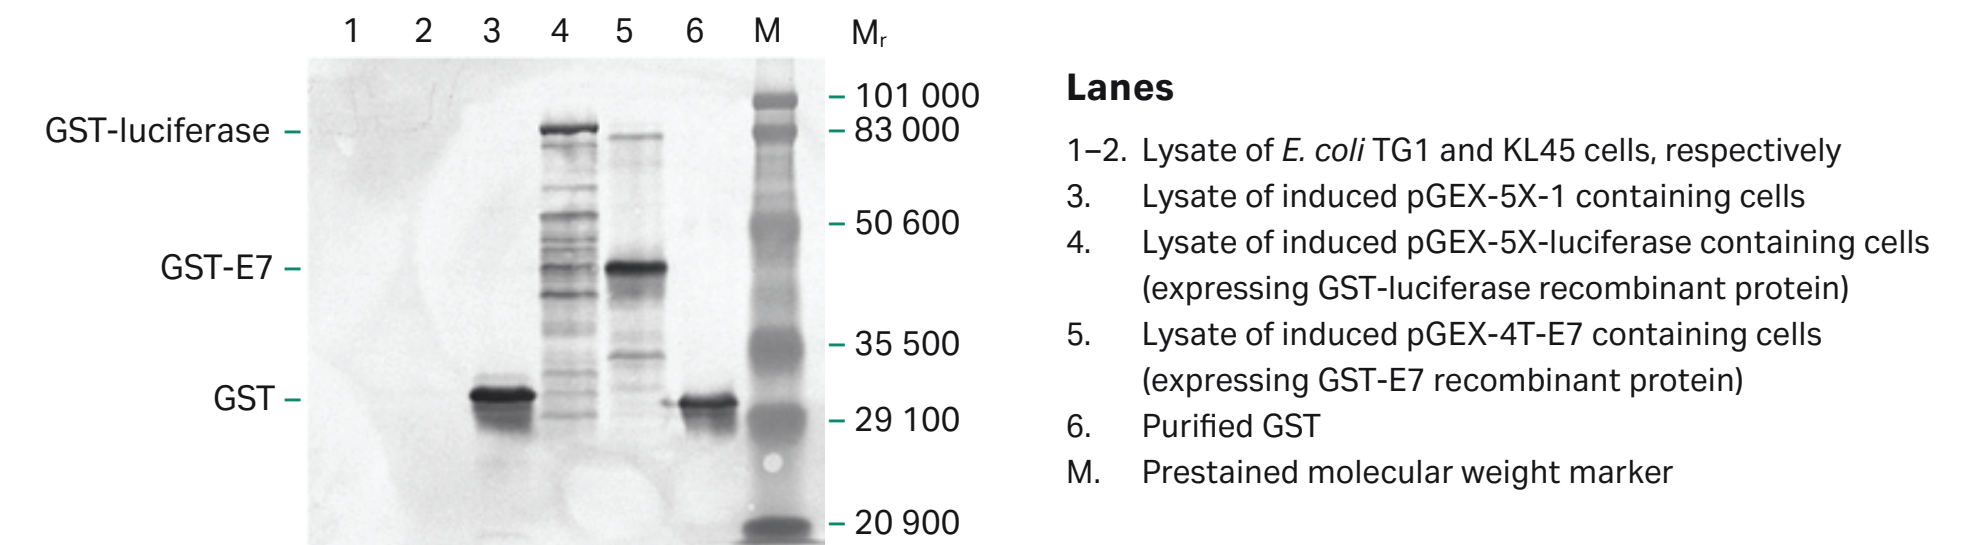 1 2 3 4 5 6 M Mr
GST-luciferase
GST-E7
GST
101 000
83 000
50 600
35 500
29 100
20 900
Lanes
1–2. Lysate of E. coli TG1 and KL45 cells, respectively
3. Lysate of induced pGEX-5X-1 containing cells
4. Lysate of induced pGEX-5X-luciferase containing cells
(expressing GST-luciferase recombinant protein)
5. Lysate of induced pGEX-4T-E7 containing cells
(expressing GST-E7 recombinant protein)
6. Purified GST
M. Prestained molecular weight marker